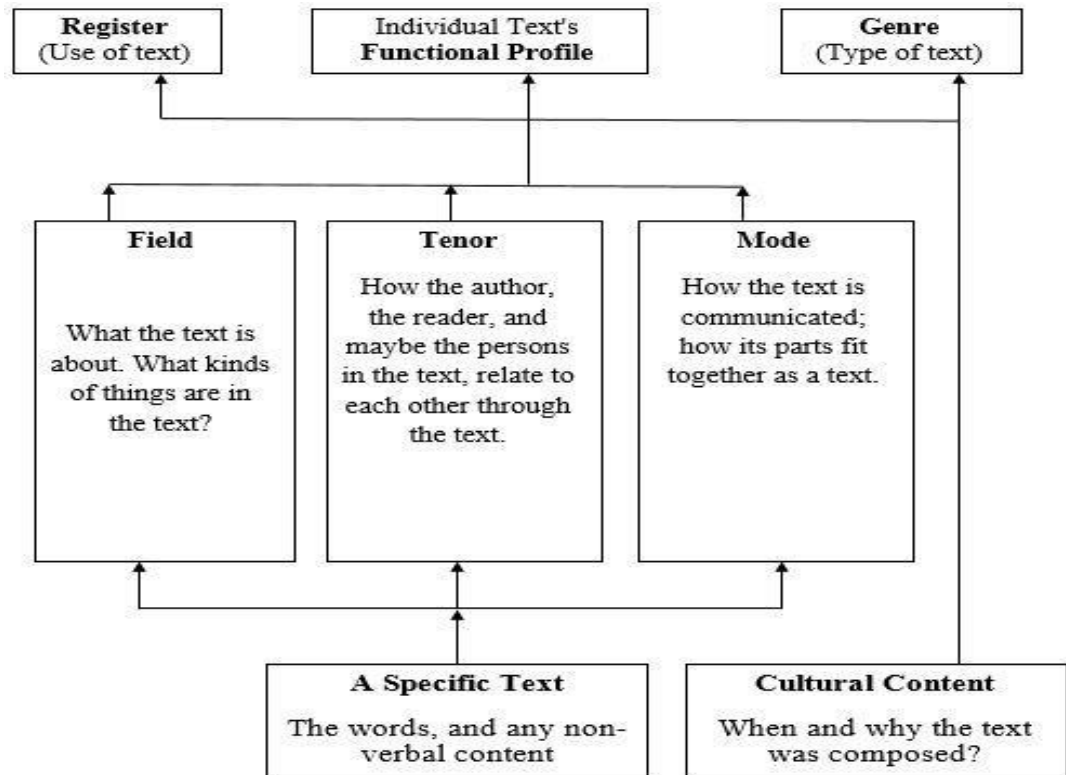 Register
(Use of text)
Individual Text's
Functional Profile
Genre
(Type of text)
Field
What the text is
about. What kinds
of things are in
the text?
Tenor
How the author,
the reader, and
maybe the persons
in the text, relate to
each other through
the text.
Mode
How the text is
communicated;
how its parts fit
together as a text.
A Specific Text
The words, and any non-
verbal content
Cultural Content
When and why the text
was composed?